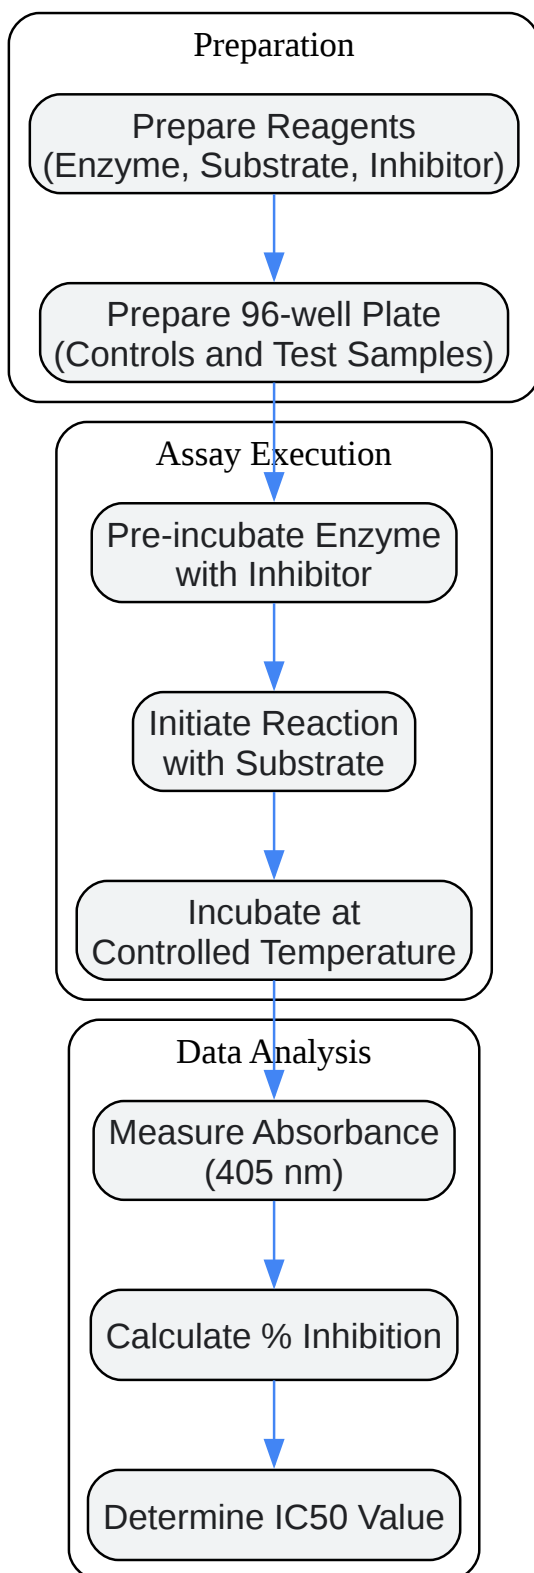 Preparation
Prepare Reagents
(Enzyme, Substrate, Inhibitor)
Prepare 96-well Plate
(Controls and Test Samples)
Assay Execution
Pre-incubate Enzyme
with Inhibitor
Initiate Reaction
with Substrate
Incubate at
Controlled Temperature
Data Analysis
Measure Absorbance
(405 nm)
Calculate % Inhibition
Determine IC50 Value